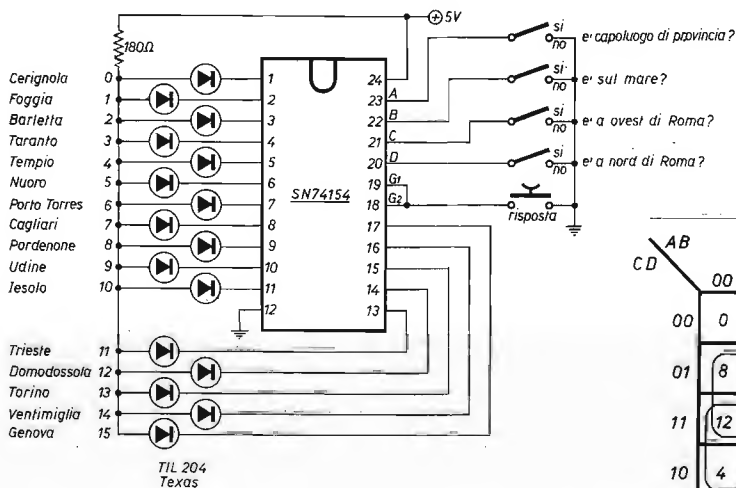 5V
180Ω
Cerignola 0
Foggia 1
Barletta 2
Taranto 3
Tempio 4
Nuoro 5
Porto Torres 6
Cagliari 7
Pordenone 8
Udine 9
Iesolo 10
Trieste 11
Domodossola 12
Torino 13
Ventimiglia 14
Genova 15
TIL 204
Texas
1
2
3
4
5
6
7
8
9
10
11
12
SN74154
24
23 A
22 B
21 C
20 D
19 G1
18 G2
17
16
15
14
13
si
no e' capoluogo di provincia?
si
no e' sul mare?
si
no e' a ovest di Roma?
si
no e' a nord di Roma?
risposta
AB
CD
00
00 0
01 8
11 12
10 4